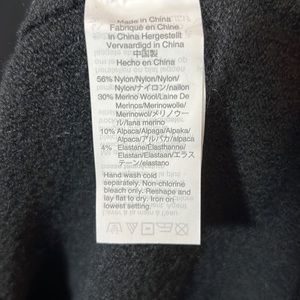 Made in China
Fabriqué en Chine
in China Hergestellt
Vervaardigd in China
中国製
Hecho en China
56% Nylon/Nylon/Nylon/
Nylon/ナイロン/nailon
30% Merino Wool/Laine De
Merinos/Merinowolle/
Merinowol/メリノウー
ル/lana merino
10% Alpaca/Alpaga/Alpaka/
Alpaca/アルパカ/alpaca
4% Elastane/Élasthanne/
Elastan/Elastaan/エラス
テーン/elastano
Hand wash cold
separately. Non-chlorine
bleach only. Reshape and
lay flat to dry. Iron on
lowest setting.